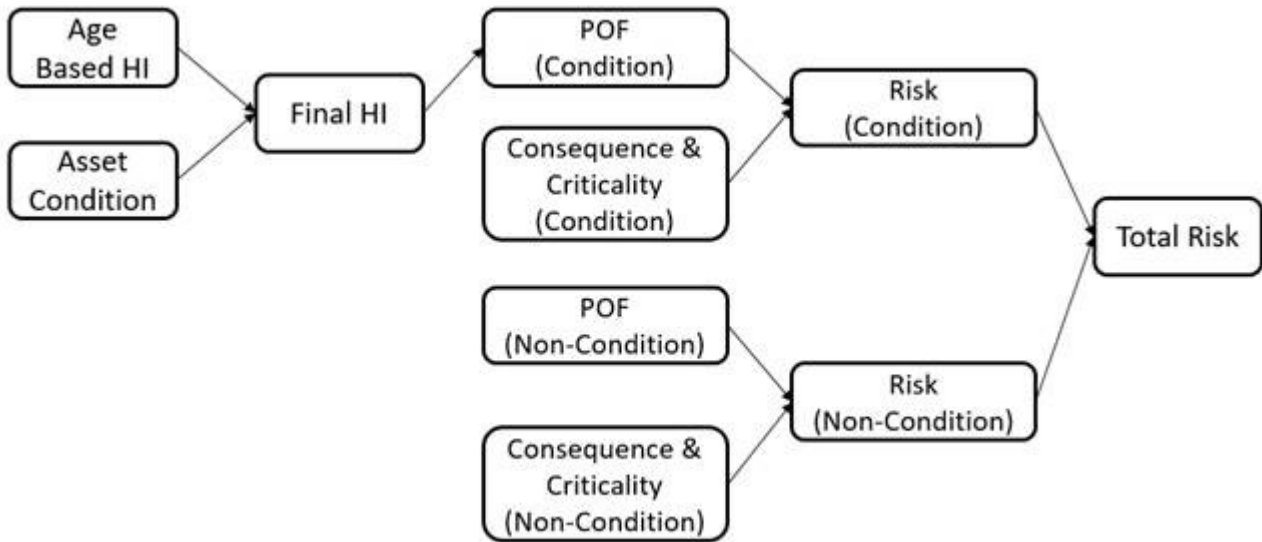 Age
Based HI
Asset
Condition
Final HI
POF
(Condition)
Consequence &
Criticality
(Condition)
POF
(Non-Condition)
Consequence &
Criticality
(Non-Condition)
Risk
(Condition)
Risk
(Non-Condition)
Total Risk